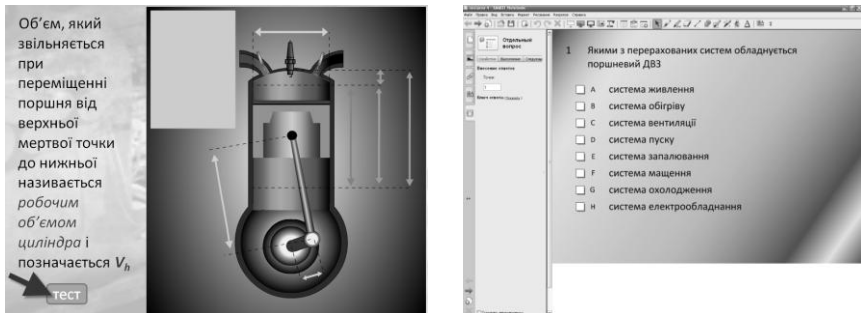 Об’єм, який
звільняється
при
переміщенні
поршня від
верхньої
мертвої точки
до нижньої
називається
робочим
об’ємом
циліндра і
позначається Vh
тест
Отдельный
вопрос
1 Якими з перерахованих систем обладнується
поршневий ДВЗ
A система живлення
B система обігріву
C система вентиляції
D система пуску
E система запалювання
F система мащення
G система охолодження
H система електрообладнання